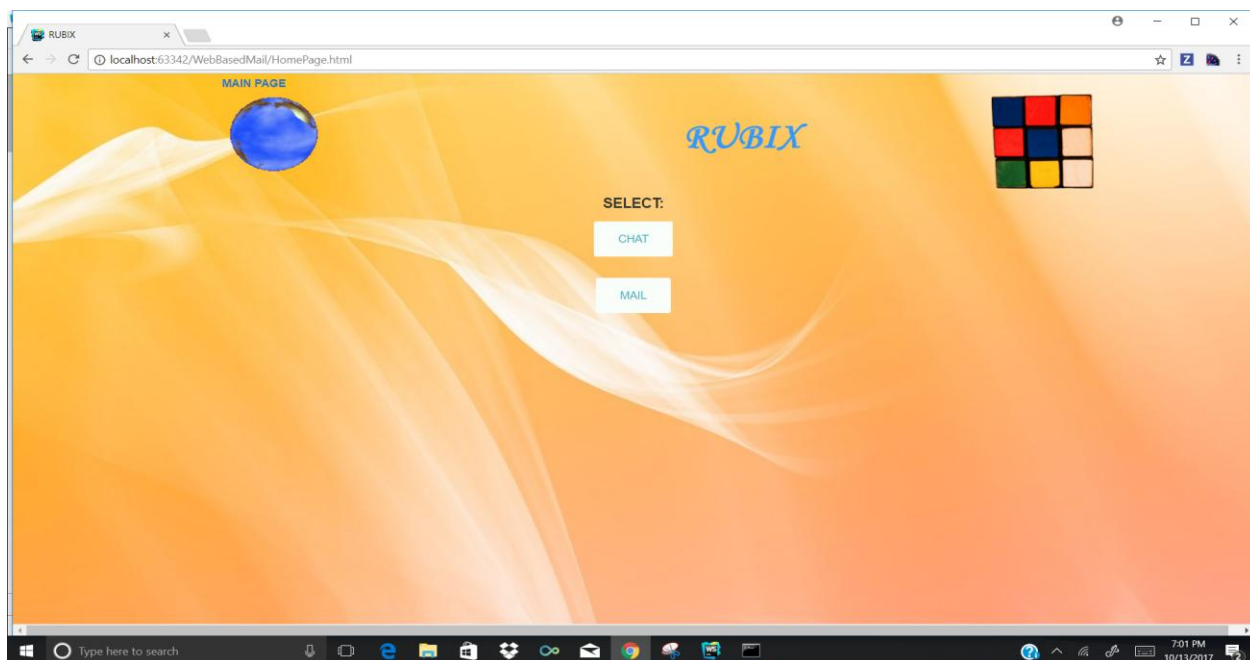 RUBIX
localhost:63342/WebBasedMail/HomePage.html
Z
MAIN PAGE
RUBIX
SELECT:
CHAT
MAIL
Type here to search
WS
7:01 PM
10/13/2017